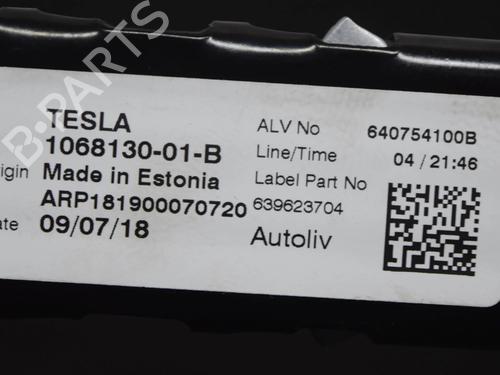 B-PARTS
TESLA
1068130-01-B
igin Made in Estonia
ARP181900070720
ate 09/07/18
ALV No 640754100B
Line/Time 04 / 21:46
Label Part No
639623704
Autoliv